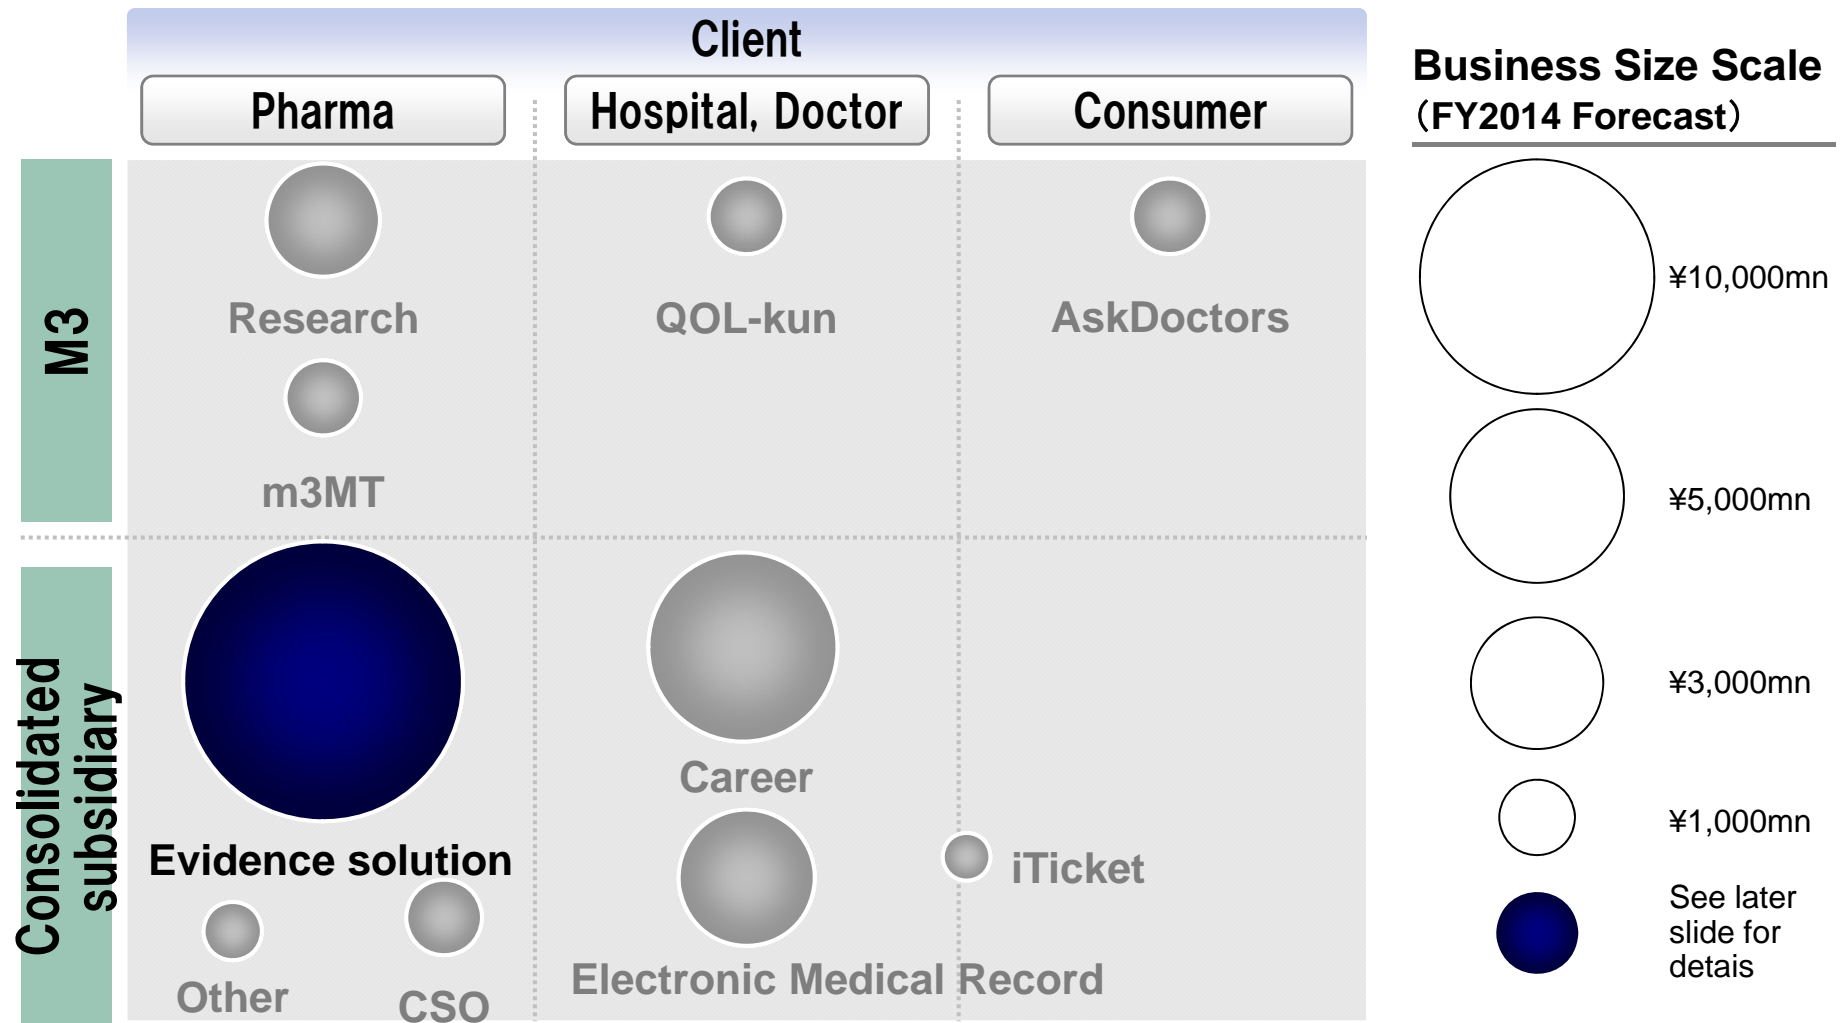 Client
Pharma
Hospital, Doctor
Consumer
M3
Research
QOL-kun
AskDoctors
m3MT
Consolidated
subsidiary
Evidence solution
Career
iTicket
Other
CSO
Electronic Medical Record
Business Size Scale
（FY2014 Forecast）
¥10,000mn
¥5,000mn
¥3,000mn
¥1,000mn
See later
slide for
detais